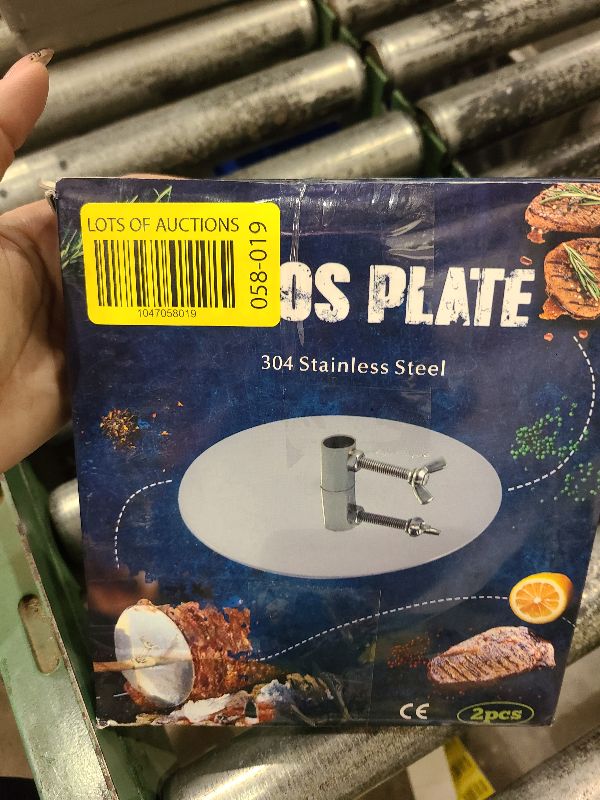 LOTS OF AUCTIONS
058-019
1047058019
OS PLATE
304 Stainless Steel
CE
2pcs